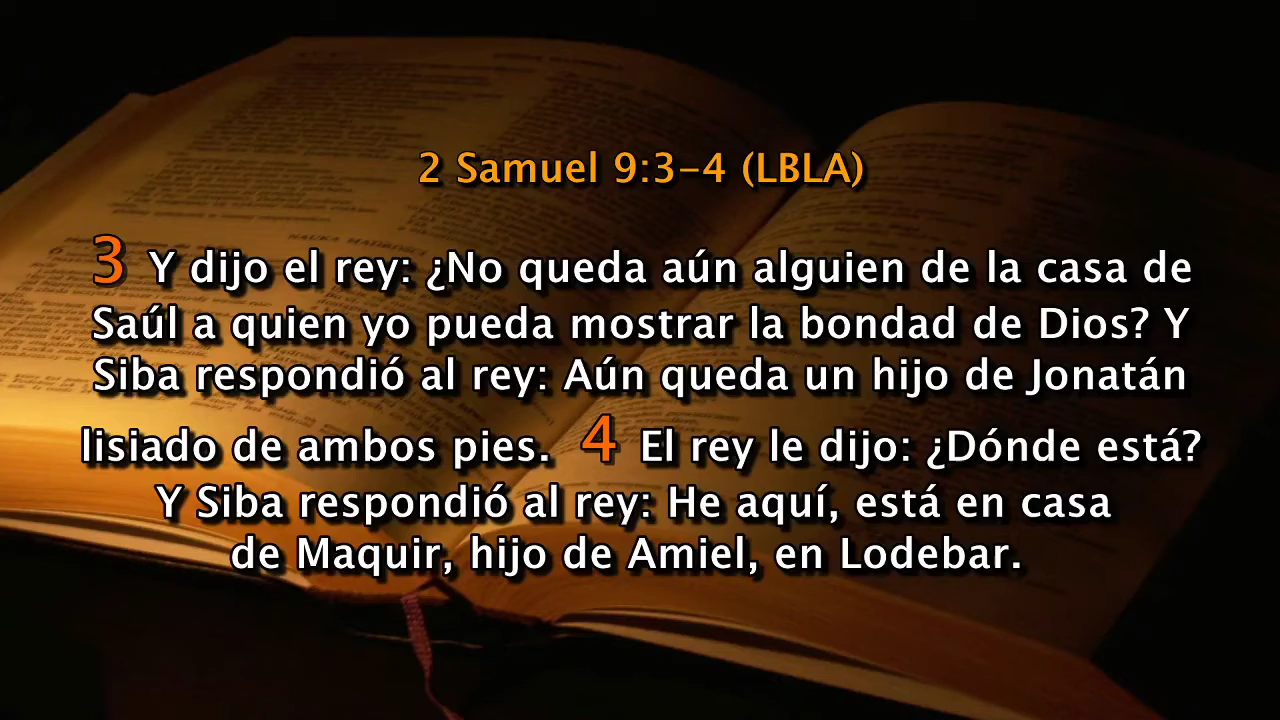 2 Samuel 9:3-4 (LBLA)
3 Y dijo el rey: ¿No queda aún alguien de la casa de
Saúl a quien yo pueda mostrar la bondad de Dios? Y
Siba respondió al rey: Aún queda un hijo de Jonatán
lisiado de ambos pies. 4 El rey le dijo: ¿Dónde está?
Y Siba respondió al rey: He aquí, está en casa
de Maquir, hijo de Amiel, en Lodebar.